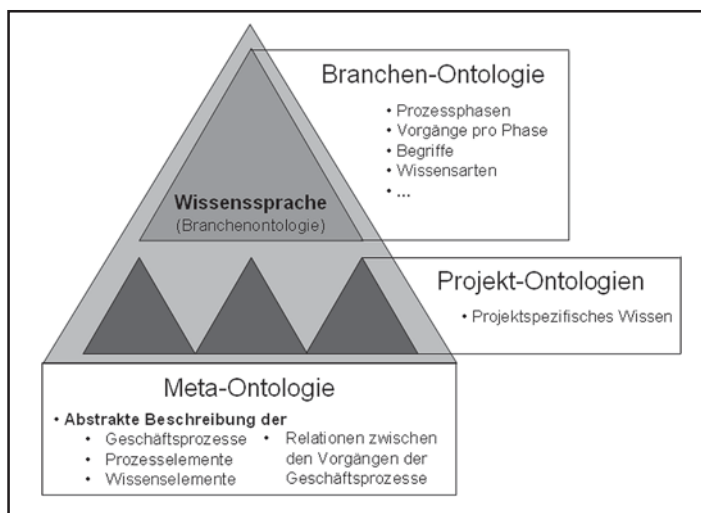 Branchen-Ontologie
• Prozessphasen
• Vorgänge pro Phase
• Begriffe
• Wissensarten
• ...
Wissenssprache
(Branchenontologie)
Projekt-Ontologien
• Projektspezifisches Wissen
Meta-Ontologie
• Abstrakte Beschreibung der
• Geschäftsprozesse
• Prozesselemente
• Wissenselemente
• Relationen zwischen
den Vorgängen der
Geschäftsprozesse